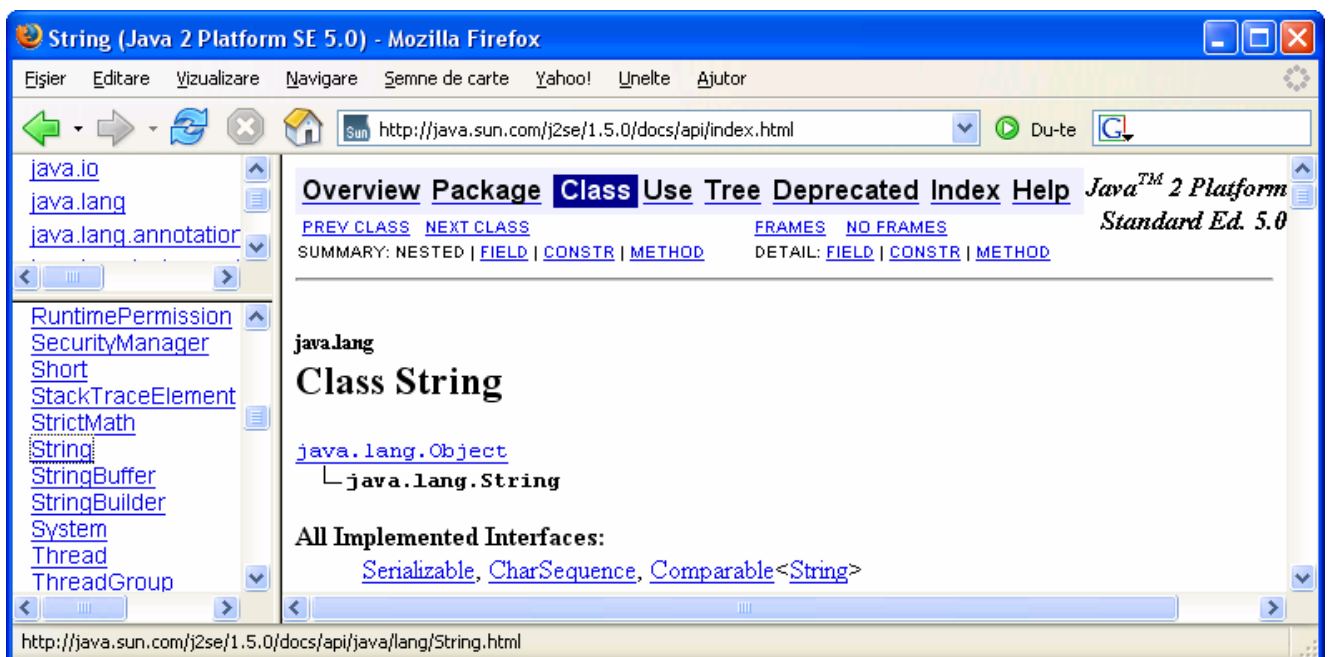 String (Java 2 Platform SE 5.0) - Mozilla Firefox
Fişier Editare Vizualizare Navigare Semne de carte Yahoo! Unelte Ajutor
Sun http://java.sun.com/j2se/1.5.0/docs/api/index.html Du-te G
java.io
java.lang
java.lang.annotation
RuntimePermission
SecurityManager
Short
StackTraceElement
StrictMath
String
StringBuffer
StringBuilder
System
Thread
ThreadGroup
Overview Package Class Use Tree Deprecated Index Help
Java™ 2 Platform
Standard Ed. 5.0
PREV CLASS NEXT CLASS FRAMES NO FRAMES
SUMMARY: NESTED | FIELD | CONSTR | METHOD DETAIL: FIELD | CONSTR | METHOD
java.lang
Class String
java.lang.Object
java.lang.String
All Implemented Interfaces:
Serializable, CharSequence, Comparable<String>
http://java.sun.com/j2se/1.5.0/docs/api/java/lang/String.html